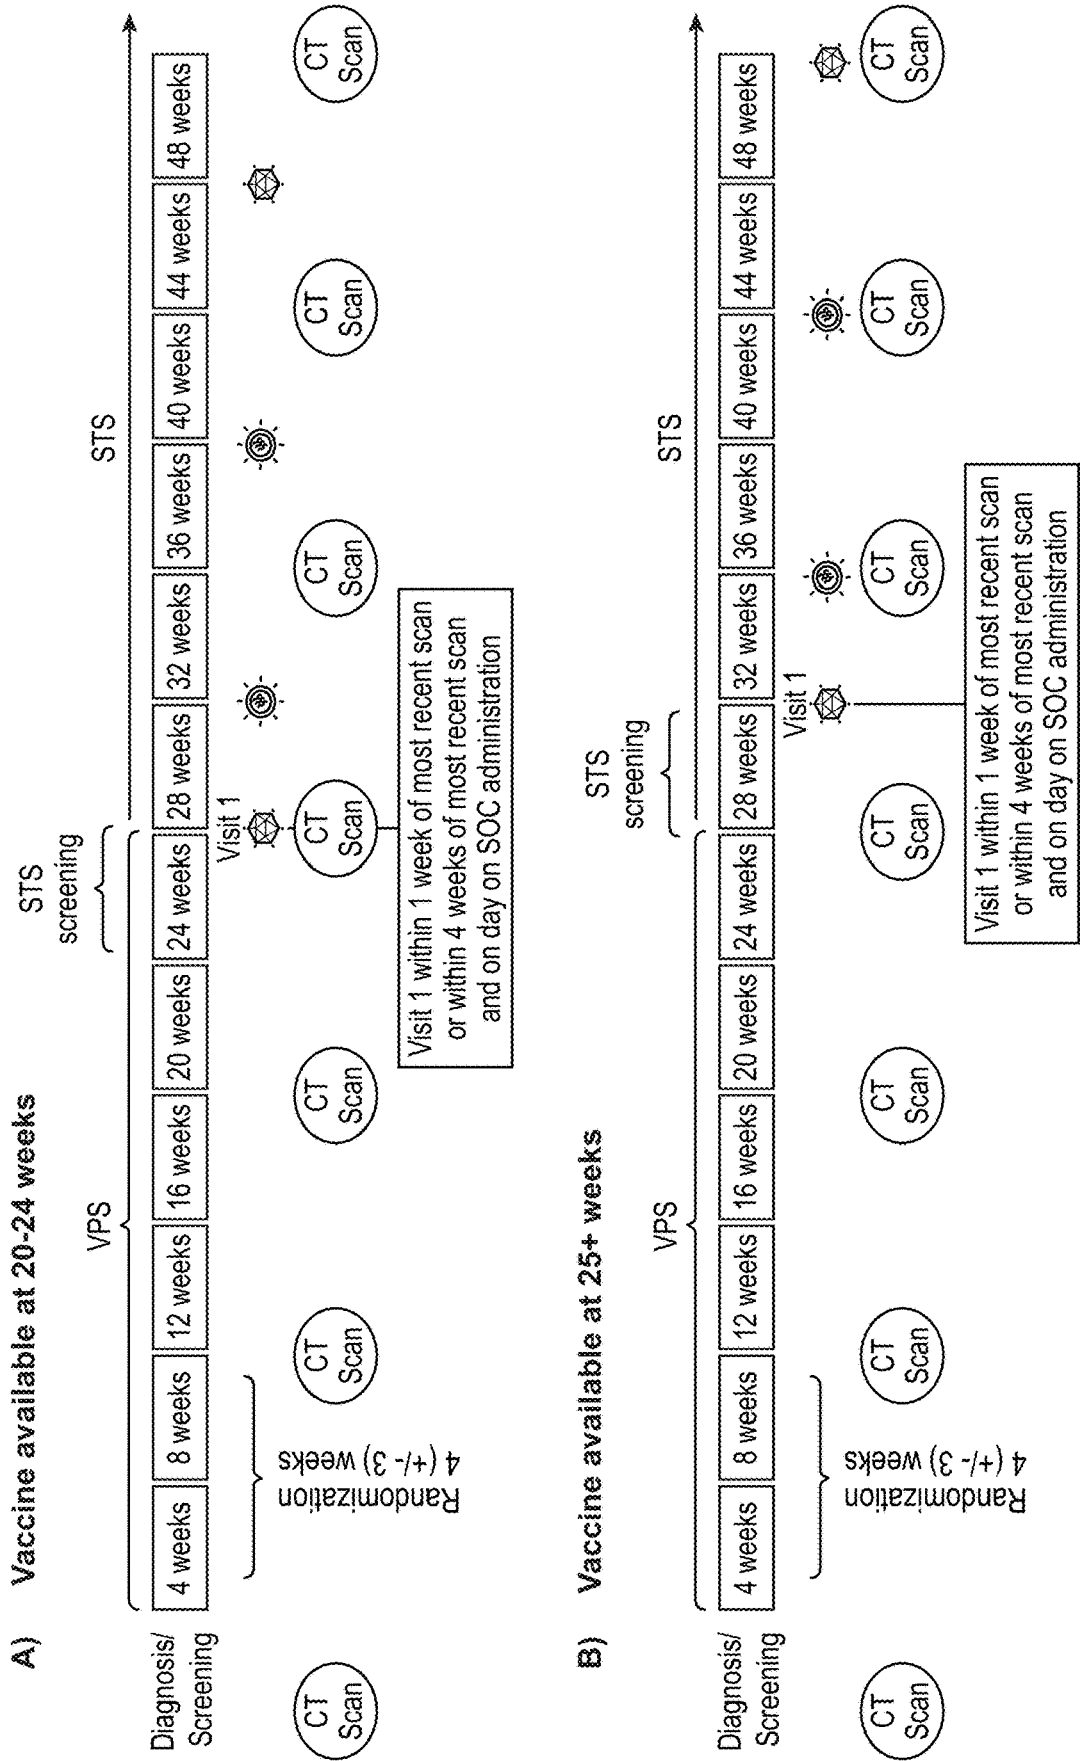 A) Vaccine available at 20-24 weeks
STS
screening
VPS
STS
Diagnosis/
Screening
4 weeks
8 weeks
12 weeks
16 weeks
20 weeks
24 weeks
28 weeks
32 weeks
36 weeks
40 weeks
44 weeks
48 weeks
Visit 1
Randomization
4 (+/- 3) weeks
CT
Scan
CT
Scan
CT
Scan
CT
Scan
CT
Scan
CT
Scan
CT
Scan
Visit 1 within 1 week of most recent scan
or within 4 weeks of most recent scan
and on day on SOC administration
B) Vaccine available at 25+ weeks
STS
screening
VPS
STS
Diagnosis/
Screening
4 weeks
8 weeks
12 weeks
16 weeks
20 weeks
24 weeks
28 weeks
32 weeks
36 weeks
40 weeks
44 weeks
48 weeks
Visit 1
Randomization
4 (+/- 3) weeks
CT
Scan
CT
Scan
CT
Scan
CT
Scan
CT
Scan
CT
Scan
CT
Scan
Visit 1 within 1 week of most recent scan
or within 4 weeks of most recent scan
and on day on SOC administration